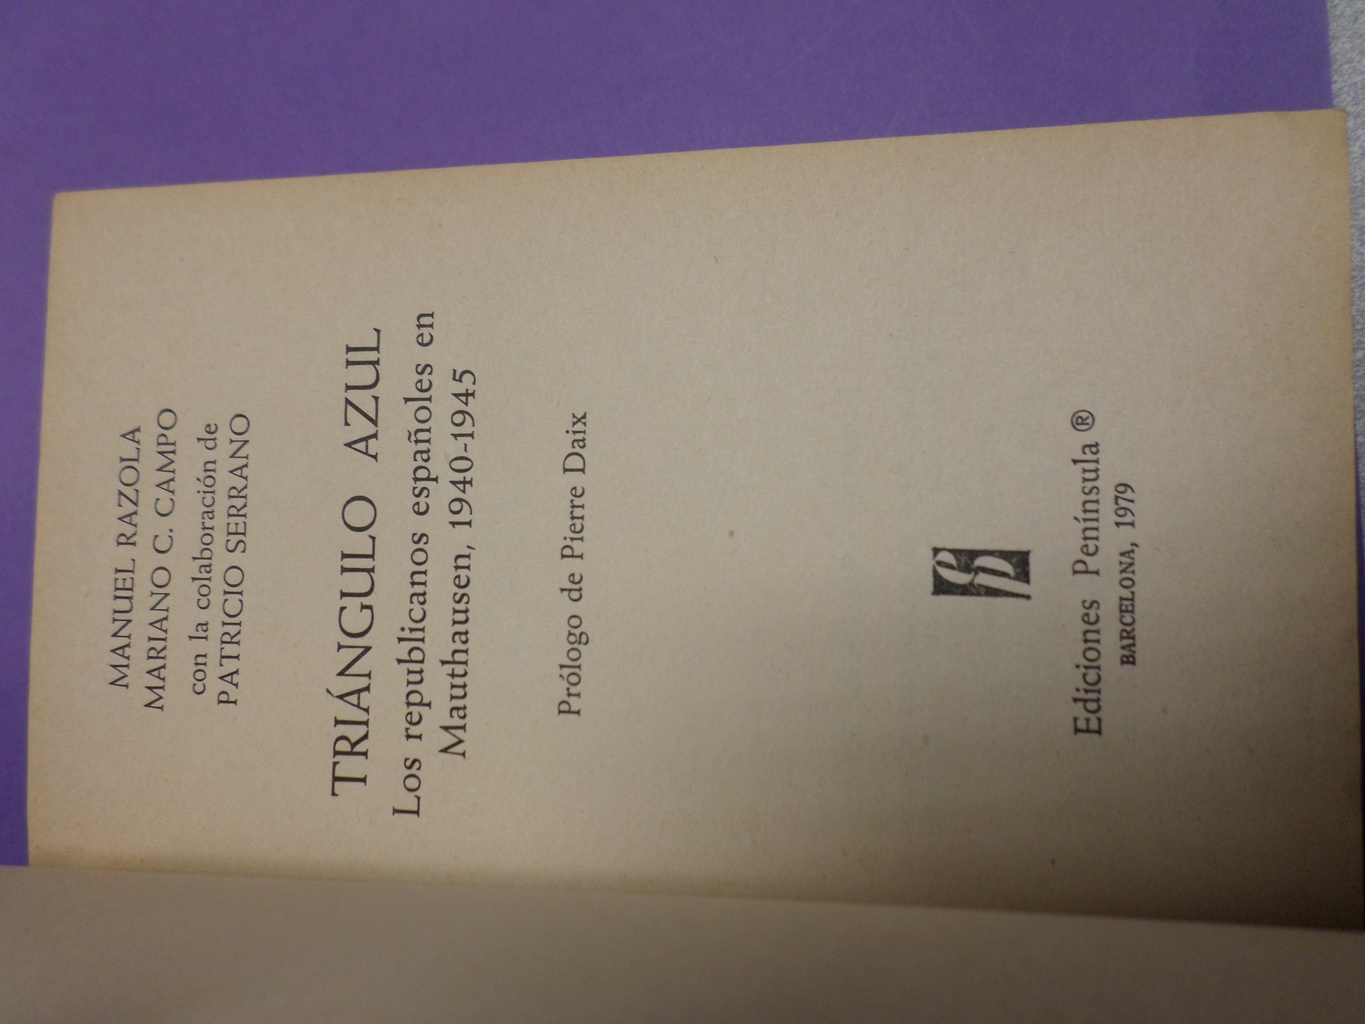 MANUEL RAZOLA
MARIANO C. CAMPO
con la colaboración de
PATRICIO SERRANO
TRIÁNGULO AZUL
Los republicanos españoles en
Mauthausen, 1940-1945
Prólogo de Pierre Daix
ep
Ediciones Península ®
BARCELONA, 1979